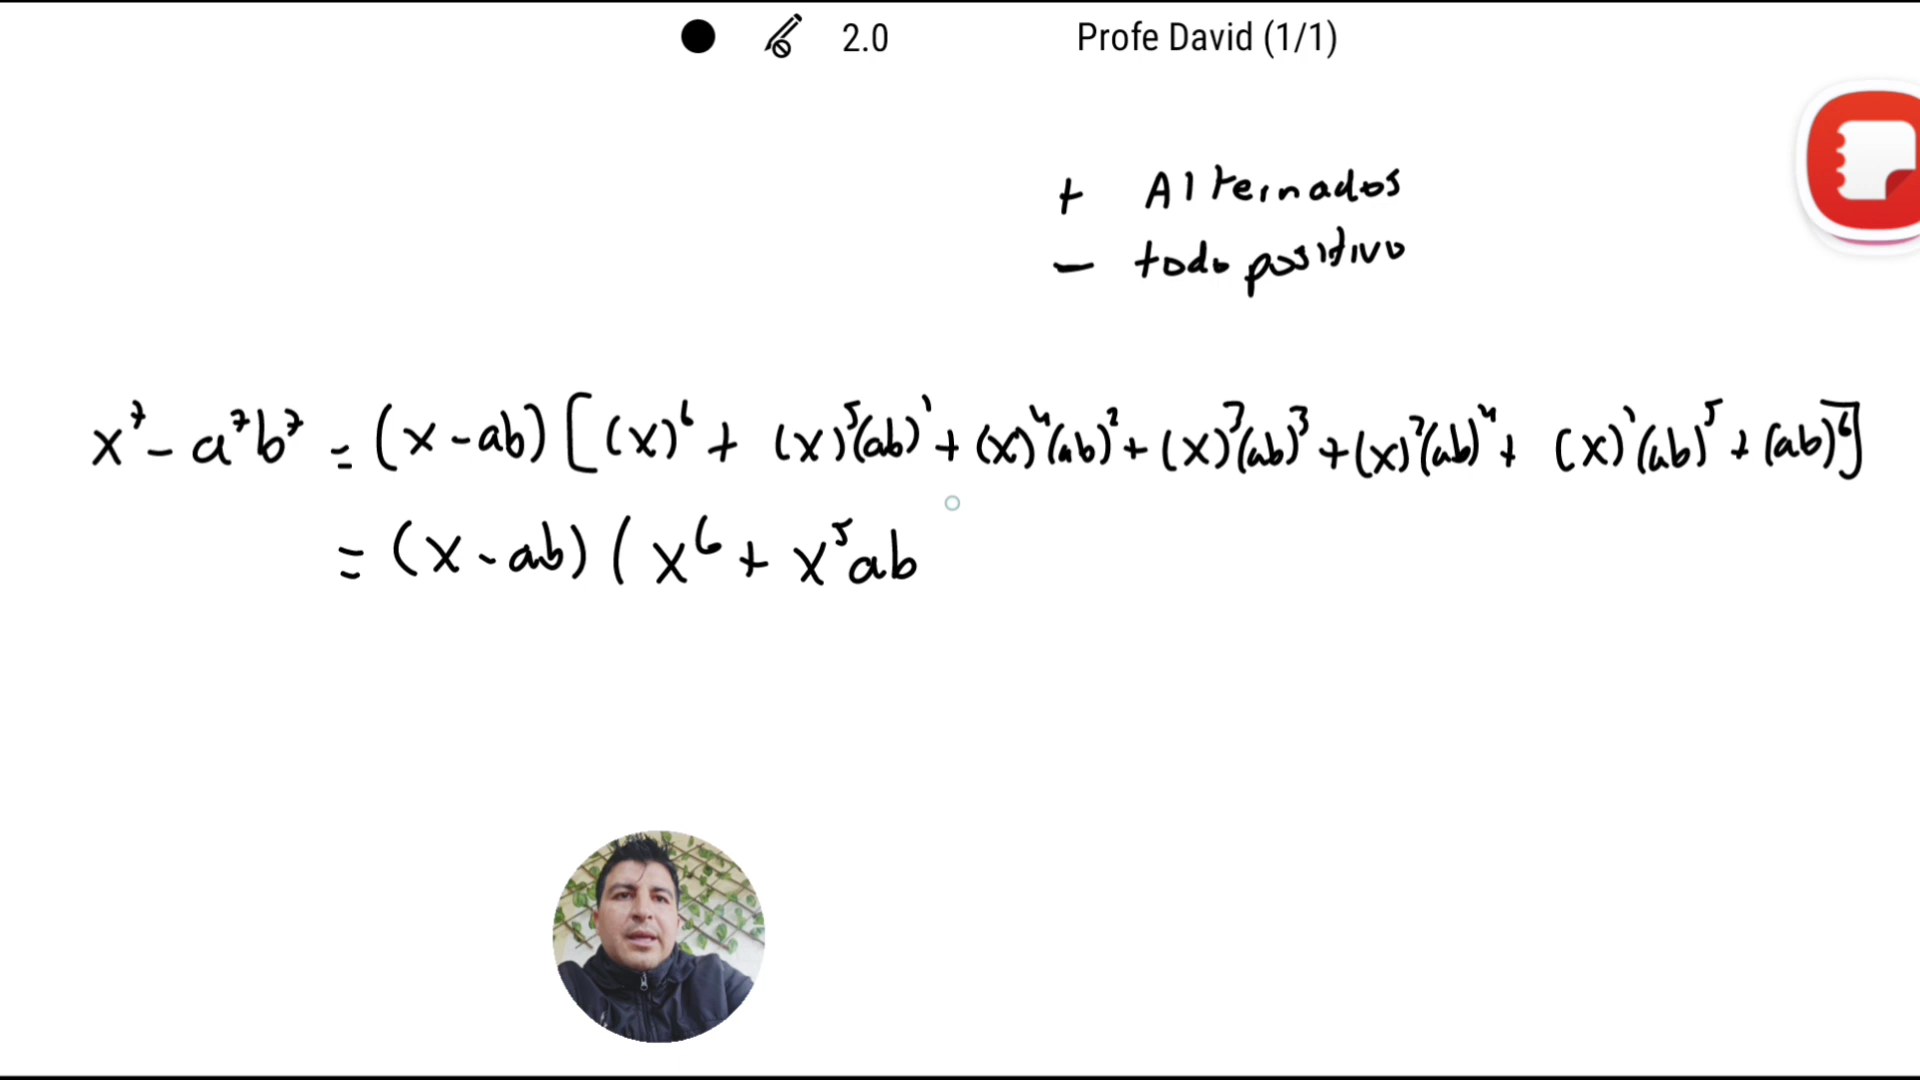 2.0 Profe David (1/1)
+ Alternados
- todo positivo
x⁷ - a⁷b⁷ = (x - ab) [(x)⁶ + (x)⁵(ab)¹ + (x)⁴(ab)² + (x)³(ab)³ + (x)²(ab)⁴ + (x)¹(ab)⁵ + (ab)⁶]
= (x - ab) (x⁶ + x⁵ab